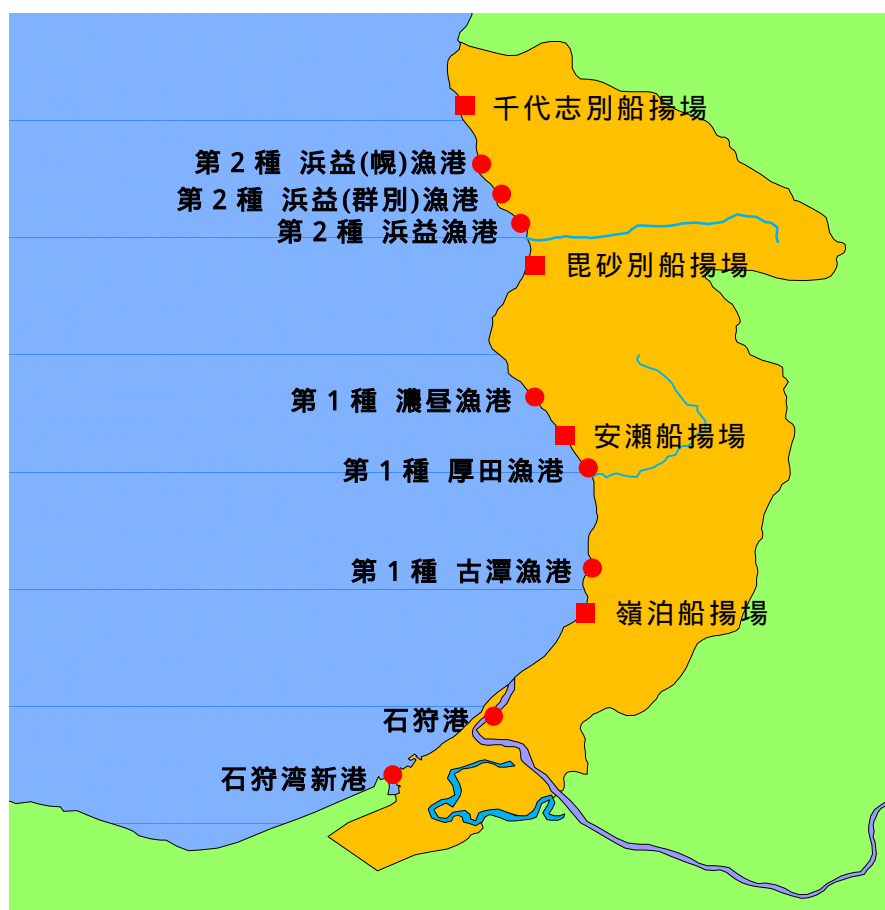 千代志別船揚場
第２種 浜益(幌)漁港
第２種 浜益(群別)漁港
第２種 浜益漁港
毘砂別船揚場
第１種 濃昼漁港
安瀬船揚場
第１種 厚田漁港
第１種 古潭漁港
嶺泊船揚場
石狩港
石狩湾新港